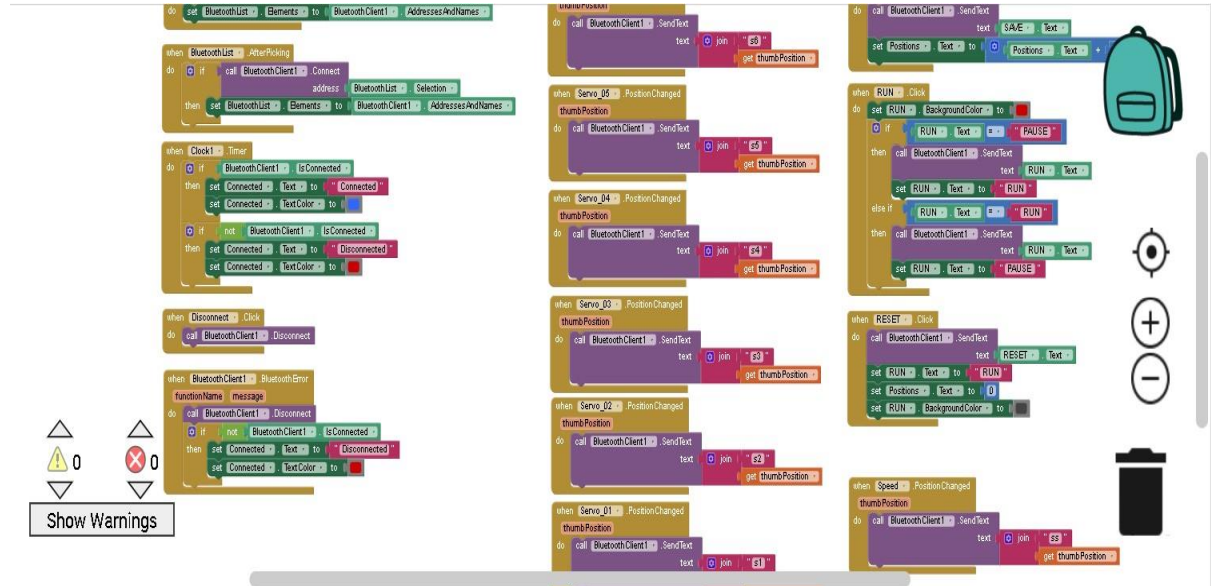 do set BluetoothList . Elements to BluetoothClient1 . AddressesAndNames
when BluetoothList .AfterPicking
do if call BluetoothClient1 .Connect
address BluetoothList . Selection
then set BluetoothList . Elements to BluetoothClient1 . AddressesAndNames
when Clock1 .Timer
do if BluetoothClient1 . IsConnected
then set Connected . Text to " Connected "
set Connected . TextColor to
if not BluetoothClient1 . IsConnected
then set Connected . Text to " Disconnected "
set Connected . TextColor to
when Disconnect .Click
do call BluetoothClient1 .Disconnect
when BluetoothClient1 .BluetoothError
functionName message
do call BluetoothClient1 .Disconnect
if not BluetoothClient1 . IsConnected
then set Connected . Text to " Disconnected "
set Connected . TextColor to
0 0
Show Warnings
thumbPosition
do call BluetoothClient1 .SendText
text join " s6 "
get thumbPosition
when Servo_05 .PositionChanged
thumbPosition
do call BluetoothClient1 .SendText
text join " s5 "
get thumbPosition
when Servo_04 .PositionChanged
thumbPosition
do call BluetoothClient1 .SendText
text join " s4 "
get thumbPosition
when Servo_03 .PositionChanged
thumbPosition
do call BluetoothClient1 .SendText
text join " s3 "
get thumbPosition
when Servo_02 .PositionChanged
thumbPosition
do call BluetoothClient1 .SendText
text join " s2 "
get thumbPosition
when Servo_01 .PositionChanged
thumbPosition
do call BluetoothClient1 .SendText
text join " s1 "
do call BluetoothClient1 .SendText
text SAVE . Text
set Positions . Text to Positions . Text +
when RUN .Click
do set RUN . BackgroundColor to
if RUN . Text = " PAUSE "
then call BluetoothClient1 .SendText
text RUN . Text
set RUN . Text to " RUN "
else if RUN . Text = " RUN "
then call BluetoothClient1 .SendText
text RUN . Text
set RUN . Text to " PAUSE "
when RESET .Click
do call BluetoothClient1 .SendText
text RESET . Text
set RUN . Text to " RUN "
set Positions . Text to 0
set RUN . BackgroundColor to
when Speed .PositionChanged
thumbPosition
do call BluetoothClient1 .SendText
text join " ss "
get thumbPosition